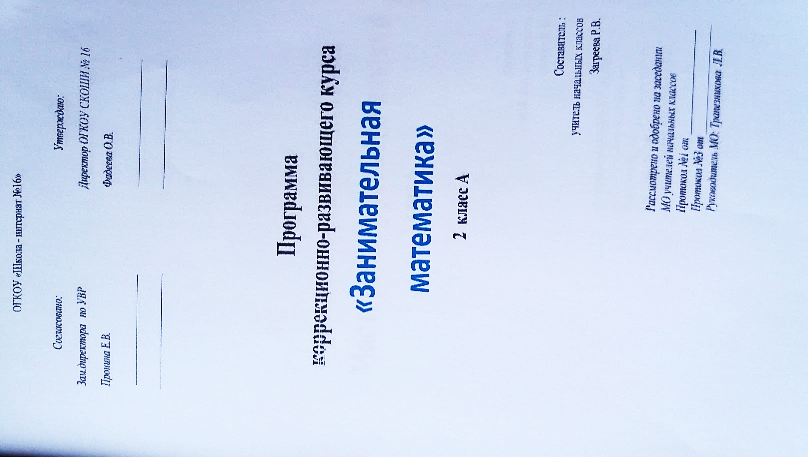 ОГКОУ «Школа - интернат №16»
Согласовано:
Утверждаю:
Зам.директора по УВР
Директор ОГКОУ СКОШИ № 16
Пронина Е.В.
Фадеева О.В.
Программа
коррекционно-развивающего курса
«Занимательная
математика»
2 класс А
Составитель :
учитель начальных классов
Загреева Р.В.
Рассмотрено и одобрено на заседании
МО учителей начальных классов
Протокол №1 от
Протокол №3 от
Руководитель МО: Трапезникова Л.В.